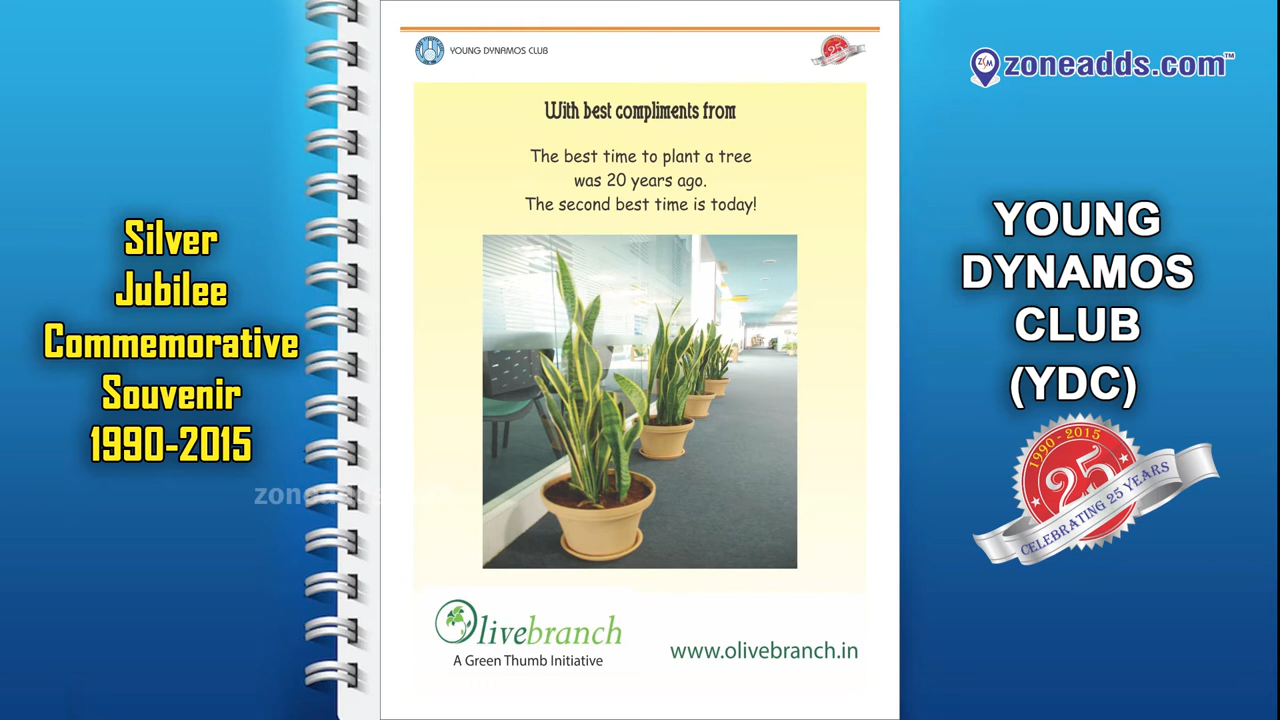 Silver
Jubilee
Commemorative
Souvenir
1990-2015
YOUNG DYNAMOS CLUB
25
With best compliments from
The best time to plant a tree
was 20 years ago.
The second best time is today!
Olivebranch
A Green Thumb Initiative
www.olivebranch.in
zoneadds.com™
YOUNG
DYNAMOS
CLUB
(YDC)
1990 - 2015
25
CELEBRATING 25 YEARS